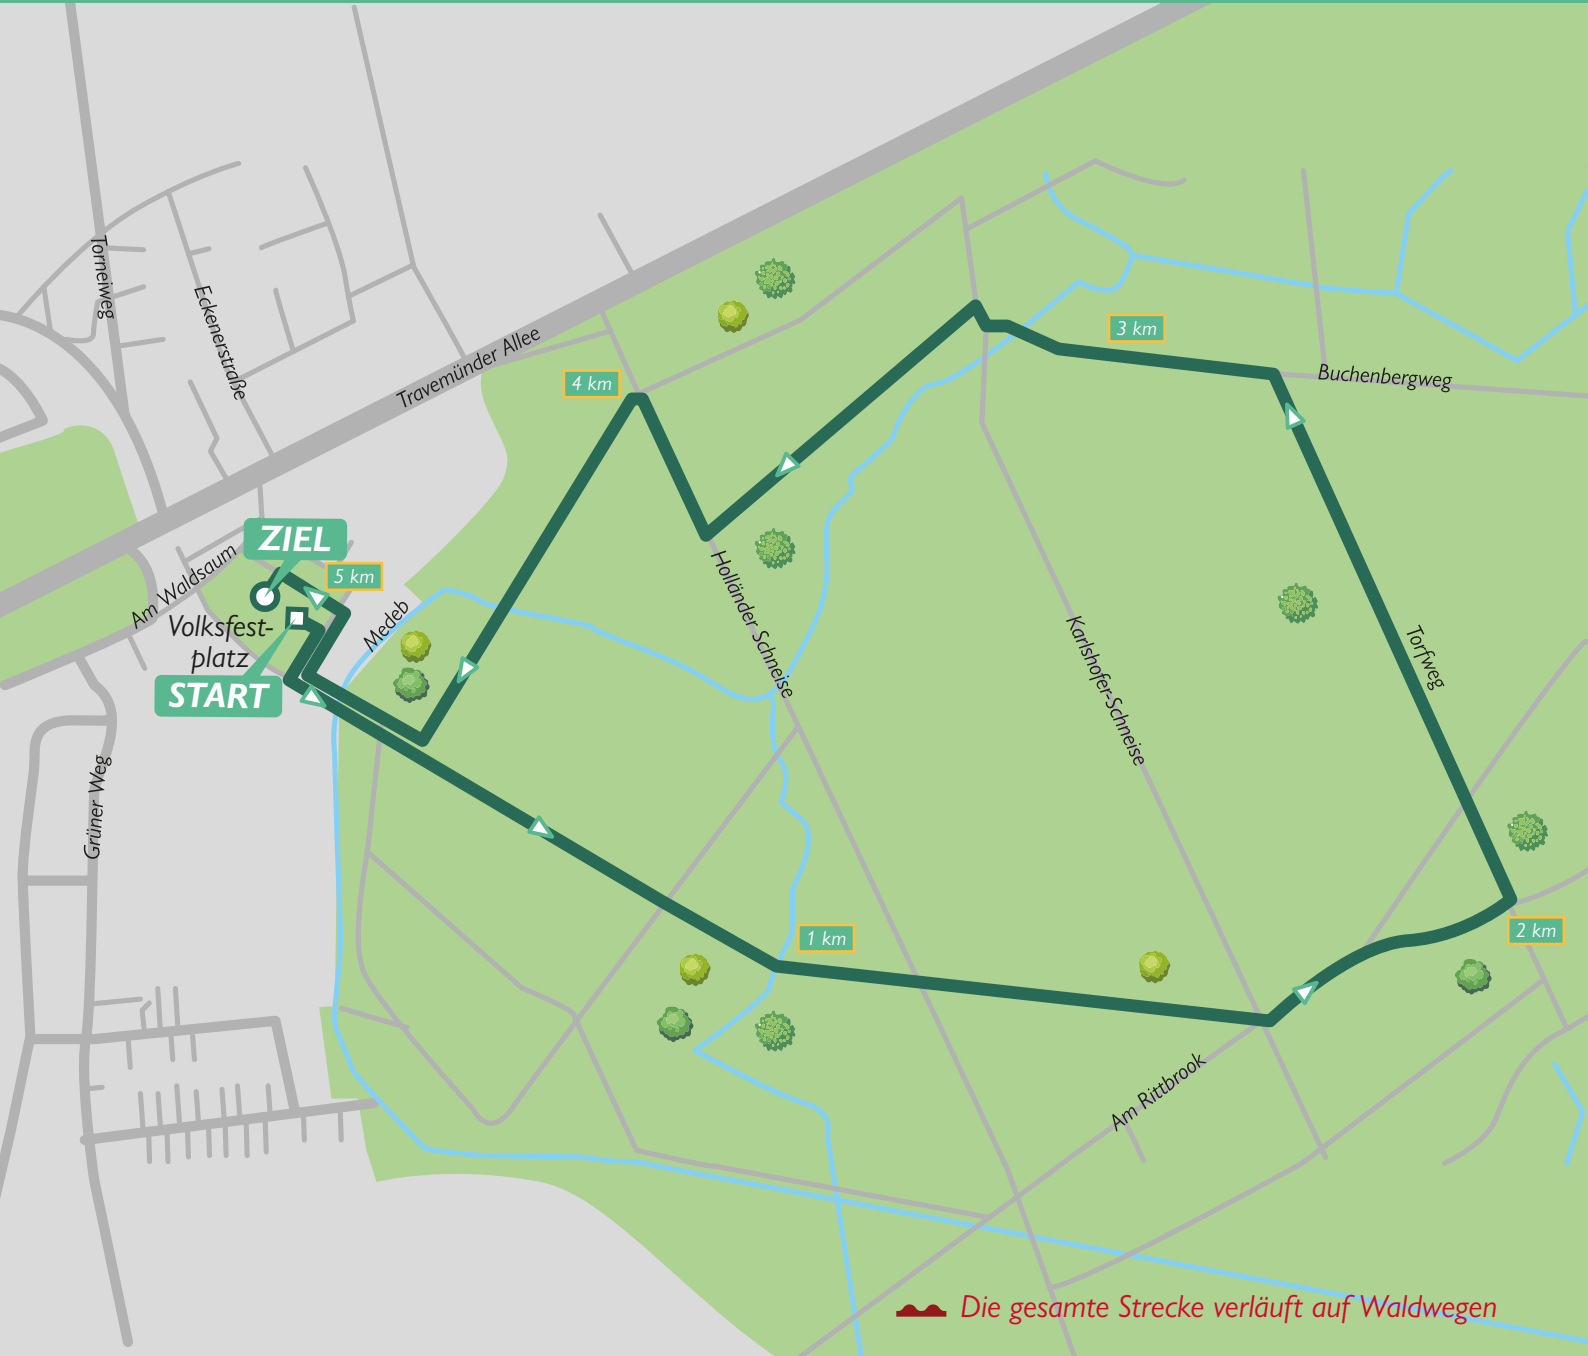 Torneiweg
Eckenerstraße
Travemünder Allee
4 km
3 km
Buchenbergweg
ZIEL
5 km
Am Waldsaum
Volksfest-
platz
START
Medeb
Holländer Schneise
Karlshofer-Schneise
Torfweg
Grüner Weg
1 km
2 km
Am Rittbrook
Die gesamte Strecke verläuft auf Waldwegen